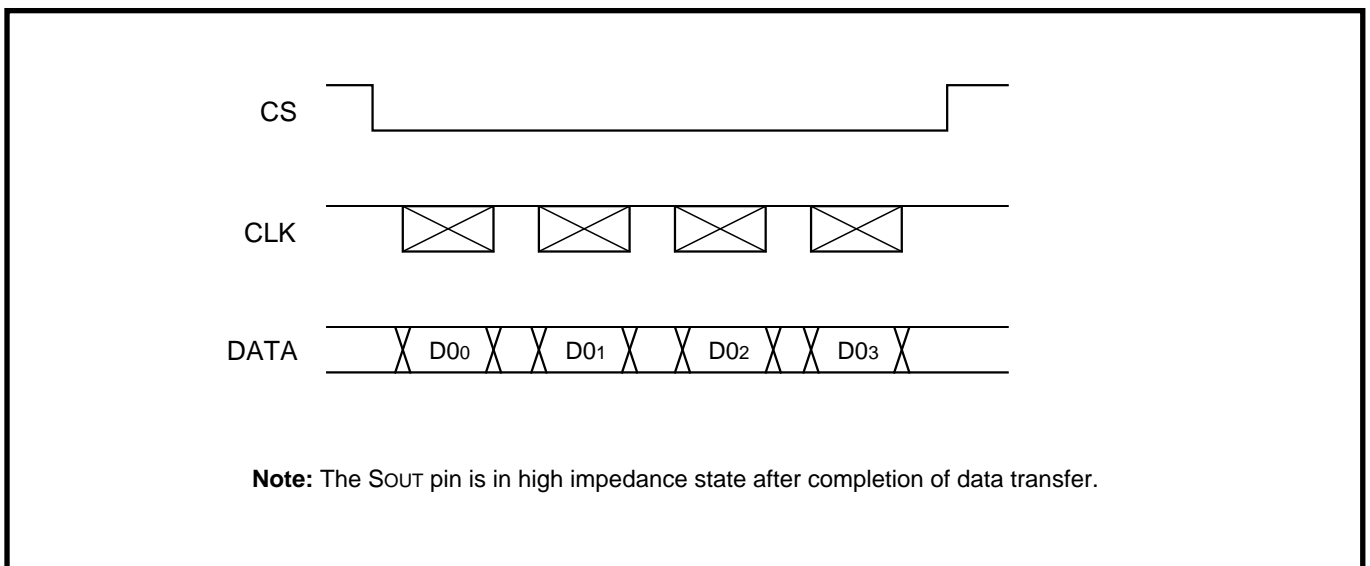 CS
CLK
DATA
D00 D01 D02 D03
Note: The SOUT pin is in high impedance state after completion of data transfer.